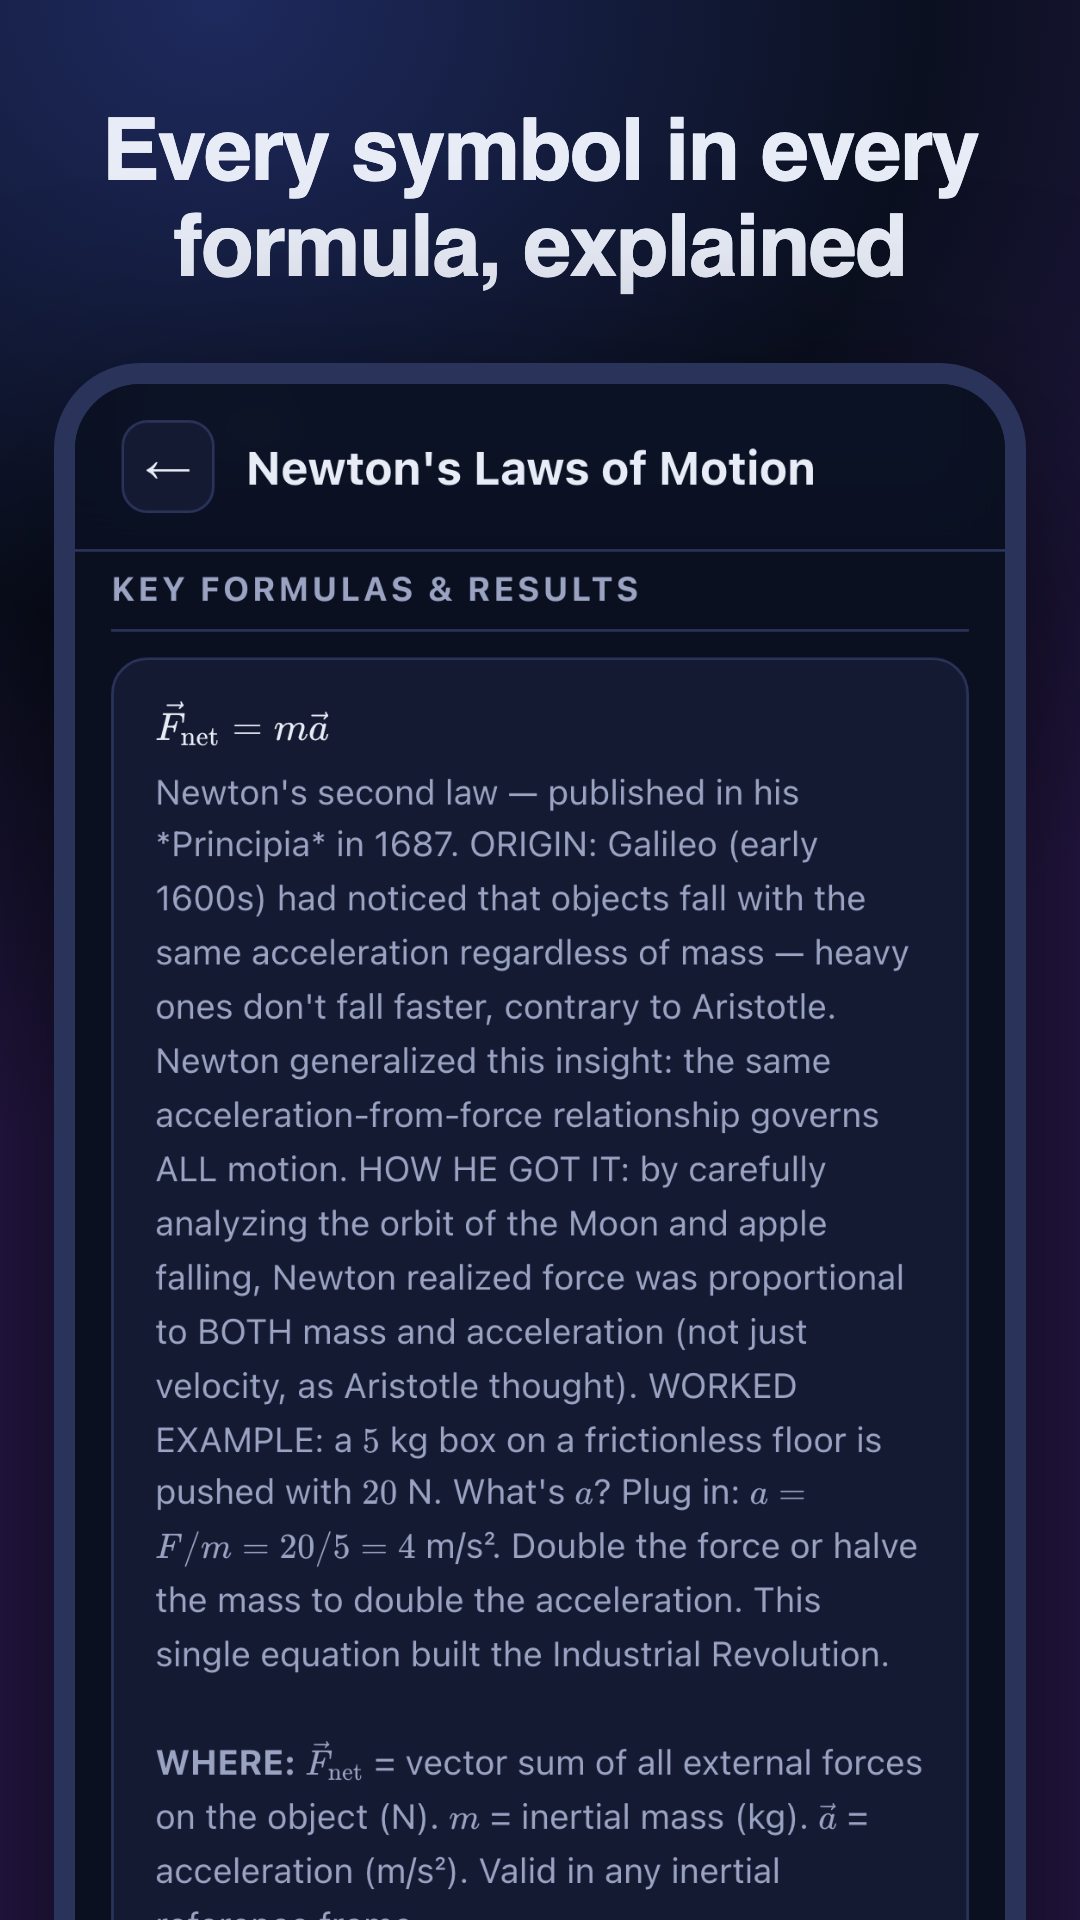 Every symbol in every
formula, explained
←
Newton's Laws of Motion
KEY FORMULAS & RESULTS
F⃗net = ma⃗
Newton's second law — published in his
*Principia* in 1687. ORIGIN: Galileo (early
1600s) had noticed that objects fall with the
same acceleration regardless of mass — heavy
ones don't fall faster, contrary to Aristotle.
Newton generalized this insight: the same
acceleration-from-force relationship governs
ALL motion. HOW HE GOT IT: by carefully
analyzing the orbit of the Moon and apple
falling, Newton realized force was proportional
to BOTH mass and acceleration (not just
velocity, as Aristotle thought). WORKED
EXAMPLE: a 5 kg box on a frictionless floor is
pushed with 20 N. What's a? Plug in: a =
F/m = 20/5 = 4 m/s². Double the force or halve
the mass to double the acceleration. This
single equation built the Industrial Revolution.
WHERE: F⃗net = vector sum of all external forces
on the object (N). m = inertial mass (kg). a⃗ =
acceleration (m/s²). Valid in any inertial
reference frame